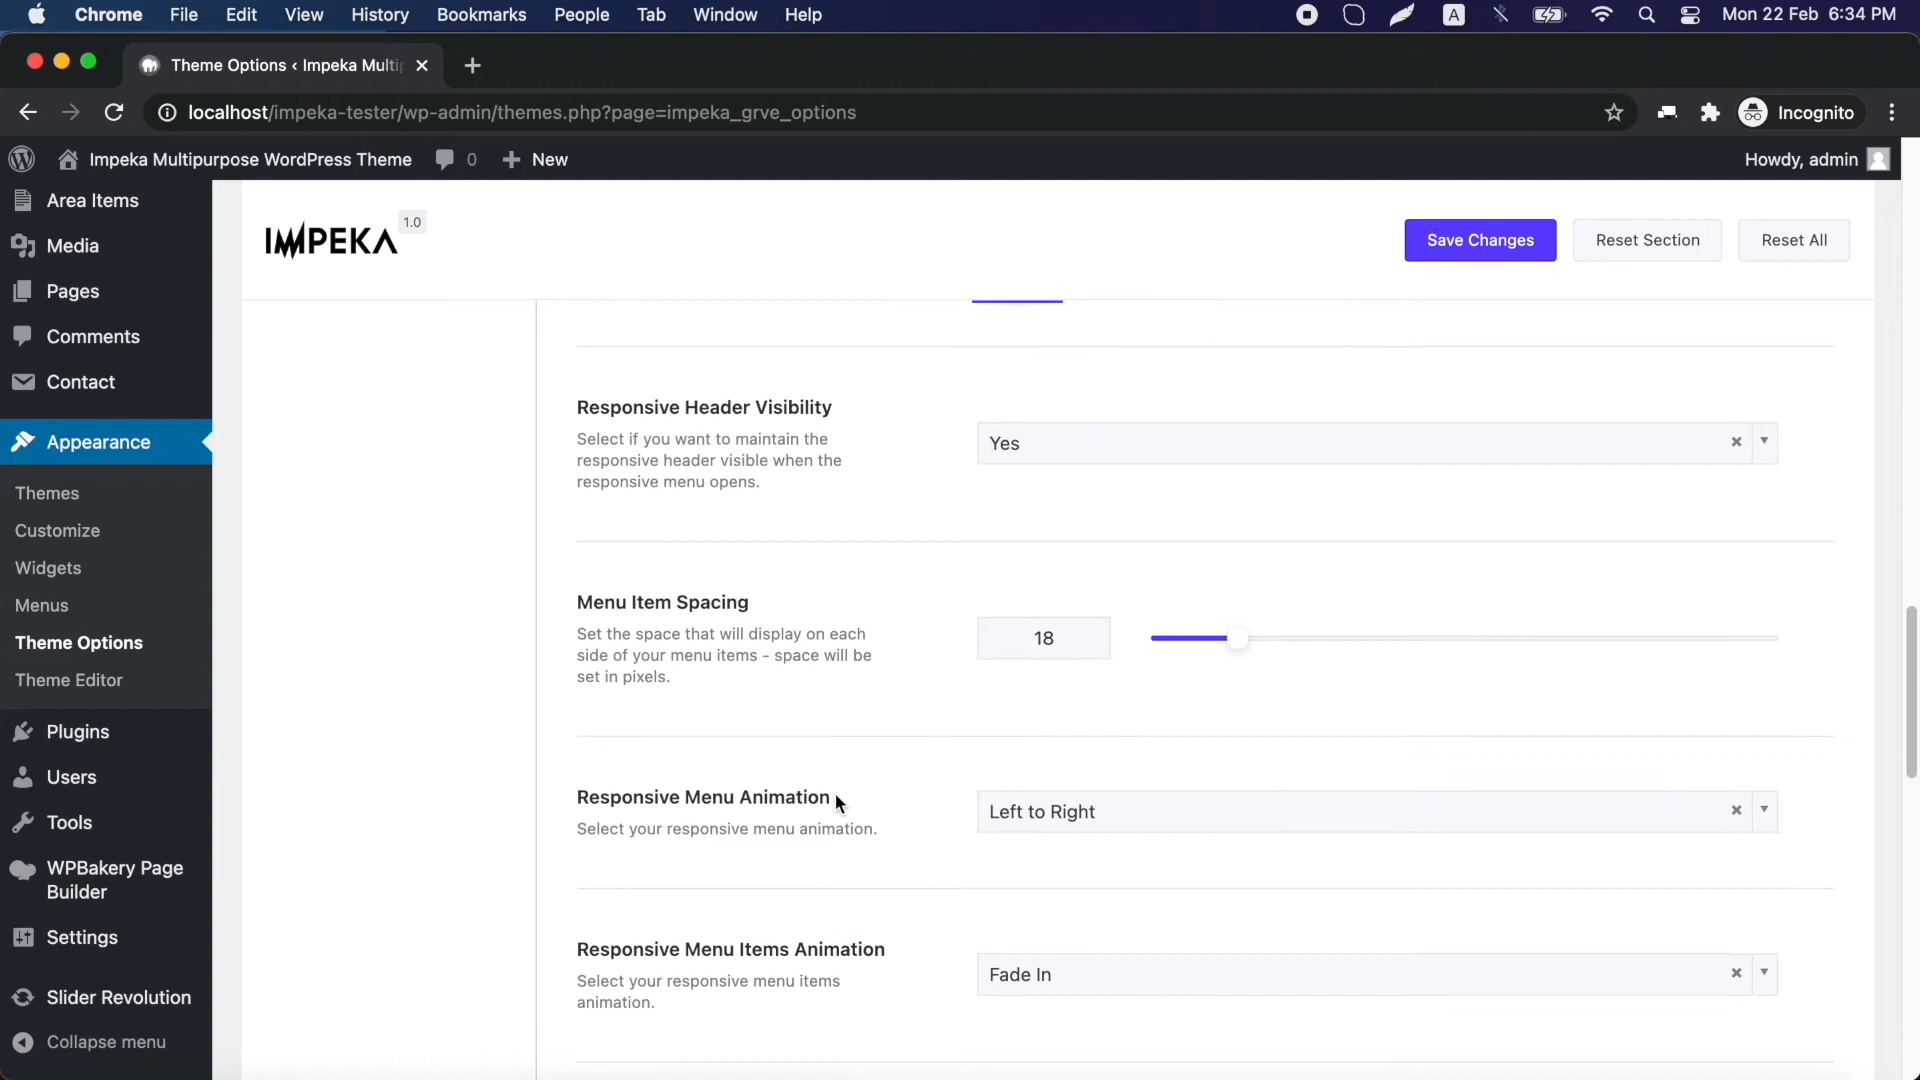 Chrome File Edit View History Bookmarks People Tab Window Help A Mon 22 Feb 6:34 PM
Theme Options ‹ Impeka Multi
localhost/impeka-tester/wp-admin/themes.php?page=impeka_grve_options Incognito
Impeka Multipurpose WordPress Theme 0 New Howdy, admin
Area Items
Media
Pages
Comments
Contact
Appearance
Themes
Customize
Widgets
Menus
Theme Options
Theme Editor
Plugins
Users
Tools
WPBakery Page
Builder
Settings
Slider Revolution
Collapse menu
IMPEKA 1.0
Save Changes Reset Section Reset All
Responsive Header Visibility
Select if you want to maintain the
responsive header visible when the
responsive menu opens.
Yes
Menu Item Spacing
Set the space that will display on each
side of your menu items - space will be
set in pixels.
18
Responsive Menu Animation
Select your responsive menu animation.
Left to Right
Responsive Menu Items Animation
Select your responsive menu items
animation.
Fade In